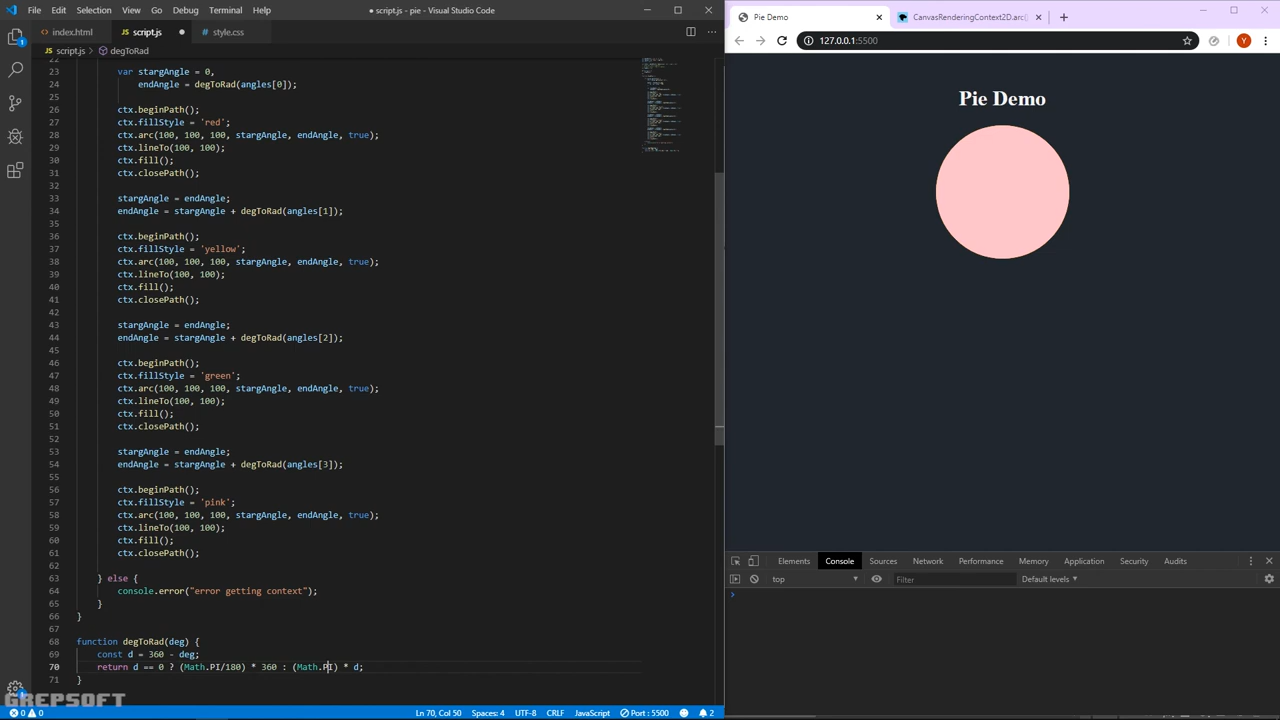 File Edit Selection View Go Debug Terminal Help ● script.js - pie - Visual Studio Code
index.html script.js style.css
script.js > degToRad
22
23 var stargAngle = 0,
24 endAngle = degToRad(angles[0]);
25
26 ctx.beginPath();
27 ctx.fillStyle = 'red';
28 ctx.arc(100, 100, 100, stargAngle, endAngle, true);
29 ctx.lineTo(100, 100);
30 ctx.fill();
31 ctx.closePath();
32
33 stargAngle = endAngle;
34 endAngle = stargAngle + degToRad(angles[1]);
35
36 ctx.beginPath();
37 ctx.fillStyle = 'yellow';
38 ctx.arc(100, 100, 100, stargAngle, endAngle, true);
39 ctx.lineTo(100, 100);
40 ctx.fill();
41 ctx.closePath();
42
43 stargAngle = endAngle;
44 endAngle = stargAngle + degToRad(angles[2]);
45
46 ctx.beginPath();
47 ctx.fillStyle = 'green';
48 ctx.arc(100, 100, 100, stargAngle, endAngle, true);
49 ctx.lineTo(100, 100);
50 ctx.fill();
51 ctx.closePath();
52
53 stargAngle = endAngle;
54 endAngle = stargAngle + degToRad(angles[3]);
55
56 ctx.beginPath();
57 ctx.fillStyle = 'pink';
58 ctx.arc(100, 100, 100, stargAngle, endAngle, true);
59 ctx.lineTo(100, 100);
60 ctx.fill();
61 ctx.closePath();
62
63 } else {
64 console.error("error getting context");
65 }
66 }
67
68 function degToRad(deg) {
69 const d = 360 - deg;
70 return d == 0 ? (Math.PI/180) * 360 : (Math.PI) * d;
71 }
GREPSOFT
0 0 Ln 70, Col 50 Spaces: 4 UTF-8 CRLF JavaScript Port : 5500 2
Pie Demo CanvasRenderingContext2D.arc()
127.0.0.1:5500 Y
Pie Demo
Elements Console Sources Network Performance Memory Application Security Audits
top Filter Default levels